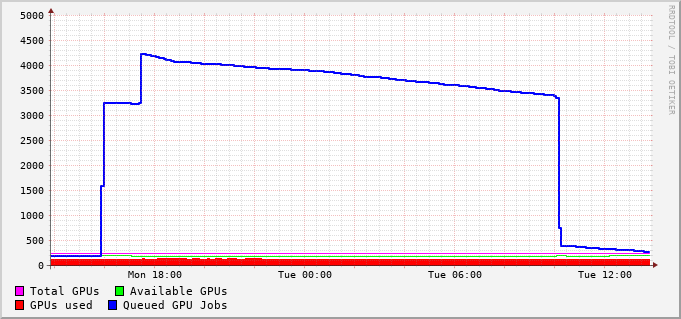 5000
4500
4000
3500
3000
2500
2000
1500
1000
500
0
Mon 18:00 Tue 00:00 Tue 06:00 Tue 12:00
Total GPUs Available GPUs
GPUs used Queued GPU Jobs
RRDTOOL / TOBI OETIKER